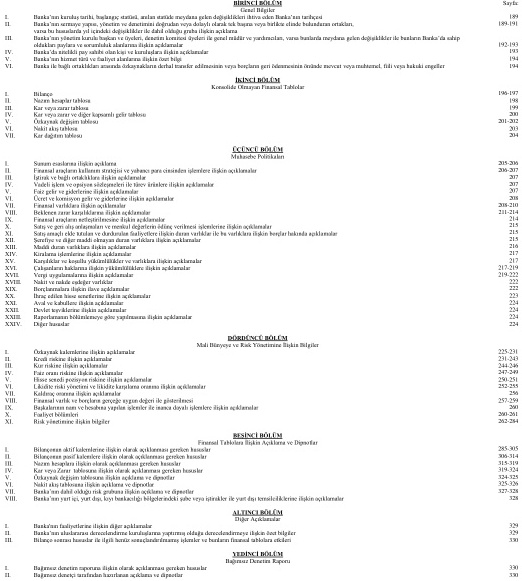 BİRİNCİ BÖLÜM Sayfa
Genel Bilgiler
I. Banka'nın kuruluş tarihi, başlangıç statüsü, anılan statüde meydana gelen değişiklikleri ihtiva eden Banka'nın tarihçesi 189
II. Banka'nın sermaye yapısı, yönetim ve denetimini doğrudan veya dolaylı olarak tek başına veya birlikte elinde bulunduran ortakları, 189-191
varsa bu hususlarda yıl içindeki değişiklikler ile dahil olduğu gruba ilişkin açıklama
III. Banka'nın yönetim kurulu başkan ve üyeleri, denetim komitesi üyeleri ile genel müdür ve yardımcıları, varsa bunlarda meydana gelen değişiklikler ile bunların Banka'da sahip
oldukları paylara ve sorumluluk alanlarına ilişkin açıklamalar 192-193
IV. Banka'da nitelikli pay sahibi olan kişi ve kuruluşlara ilişkin açıklamalar 193
V. Banka'nın hizmet türü ve faaliyet alanlarına ilişkin özet bilgi 194
VI. Banka ile bağlı ortaklıkları arasında özkaynakların derhal transfer edilmesinin veya borçların geri ödenmesinin önünde mevcut veya muhtemel, fiili veya hukuki engeller 194
İKİNCİ BÖLÜM
Konsolide Olmayan Finansal Tablolar
I. Bilanço 196-197
II. Nazım hesaplar tablosu 198
III. Kar veya zarar tablosu 199
IV. Kar veya zarar ve diğer kapsamlı gelir tablosu 200
V. Özkaynak değişim tablosu 201-202
VI. Nakit akış tablosu 203
VII. Kar dağıtım tablosu 204
ÜÇÜNCÜ BÖLÜM
Muhasebe Politikaları
I. Sunum esaslarına ilişkin açıklama 205-206
II. Finansal araçların kullanım stratejisi ve yabancı para cinsinden işlemlere ilişkin açıklamalar 206-207
III. İştirak ve bağlı ortaklıklara ilişkin açıklamalar 207
IV. Vadeli işlem ve opsiyon sözleşmeleri ile türev ürünlere ilişkin açıklamalar 207
V. Faiz gelir ve giderlerine ilişkin açıklamalar 207
VI. Ücret ve komisyon gelir ve giderlerine ilişkin açıklamalar 208
VII. Finansal varlıklara ilişkin açıklamalar 208-210
VIII. Beklenen zarar karşılıklarına ilişkin açıklamalar 211-214
IX. Finansal araçların netleştirilmesine ilişkin açıklamalar 214
X. Satış ve geri alış anlaşmaları ve menkul değerlerin ödünç verilmesi işlemlerine ilişkin açıklamalar 215
XI. Satış amaçlı elde tutulan ve durdurulan faaliyetlere ilişkin duran varlıklar ile bu varlıklara ilişkin borçlar hakkında açıklamalar 215
XII. Şerefiye ve diğer maddi olmayan duran varlıklara ilişkin açıklamalar 215
XIII. Maddi duran varlıklara ilişkin açıklamalar 216
XIV. Kiralama işlemlerine ilişkin açıklamalar 217
XV. Karşılıklar ve koşullu yükümlülükler ve varlıklara ilişkin açıklamalar 217
XVI. Çalışanların haklarına ilişkin yükümlülüklere ilişkin açıklamalar 217-219
XVII. Vergi uygulamalarına ilişkin açıklamalar 219-222
XVIII. Nakit ve nakde eşdeğer varlıklar 222
XIX. Borçlanmalara ilişkin ilave açıklamalar 222
XX. İhraç edilen hisse senetlerine ilişkin açıklamalar 223
XXI. Aval ve kabullere ilişkin açıklamalar 224
XXII. Devlet teşviklerine ilişkin açıklamalar 224
XXIII. Raporlamanın bölümlemeye göre yapılmasına ilişkin açıklamalar 224
XXIV. Diğer hususlar 224
DÖRDÜNCÜ BÖLÜM
Mali Bünyeye ve Risk Yönetimine İlişkin Bilgiler
I. Özkaynak kalemlerine ilişkin açıklamalar 225-231
II. Kredi riskine ilişkin açıklamalar 231-243
III. Kur riskine ilişkin açıklamalar 244-246
IV. Faiz oranı riskine ilişkin açıklamalar 247-249
V. Hisse senedi pozisyon riskine ilişkin açıklamalar 250-251
VI. Likidite riski yönetimi ve likidite karşılama oranına ilişkin açıklamalar 252-255
VII. Kaldıraç oranına ilişkin açıklamalar 256
VIII. Finansal varlık ve borçların gerçeğe uygun değeri ile gösterilmesi 257-259
IX. Başkalarının nam ve hesabına yapılan işlemler ile inanca dayalı işlemlere ilişkin açıklamalar 260
X. Faaliyet bölümleri 260-261
XI. Risk yönetimine ilişkin bilgiler 262-284
BEŞİNCİ BÖLÜM
Finansal Tablolara İlişkin Açıklama ve Dipnotlar
I. Bilançonun aktif kalemlerine ilişkin olarak açıklanması gereken hususlar 285-305
II. Bilançonun pasif kalemlere ilişkin olarak açıklanması gereken hususlar 306-314
III. Nazım hesaplara ilişkin olarak açıklanması gereken hususlar 315-319
IV. Kar veya Zarar Tablosuna ilişkin olarak açıklanması gereken hususlar 319-324
V. Özkaynak değişim tablosuna ilişkin açıklama ve dipnotlar 324-325
VI. Nakit akış tablosuna ilişkin açıklama ve dipnotlar 325-326
VII. Banka'nın dahil olduğu risk grubuna ilişkin açıklama ve dipnotlar 327-328
VIII. Banka'nın yurt içi, yurt dışı, kıyı bankacılığı bölgelerindeki şube veya iştirakler ile yurt dışı temsilciliklerine ilişkin açıklamalar 328
ALTINCI BÖLÜM
Diğer Açıklamalar
I. Banka'nın faaliyetlerine ilişkin diğer açıklamalar 329
II. Banka'nın uluslararası derecelendirme kuruluşlarına yaptırmış olduğu derecelendirmeye ilişkin özet bilgiler 329
III. Bilanço sonrası hususlar ile ilgili henüz sonuçlandırılmamış işlemler ve bunların finansal tablolara etkileri 330
YEDİNCİ BÖLÜM
Bağımsız Denetim Raporu
I. Bağımsız denetim raporuna ilişkin olarak açıklanması gereken hususlar 330
II. Bağımsız denetçi tarafından hazırlanan açıklama ve dipnotlar 330